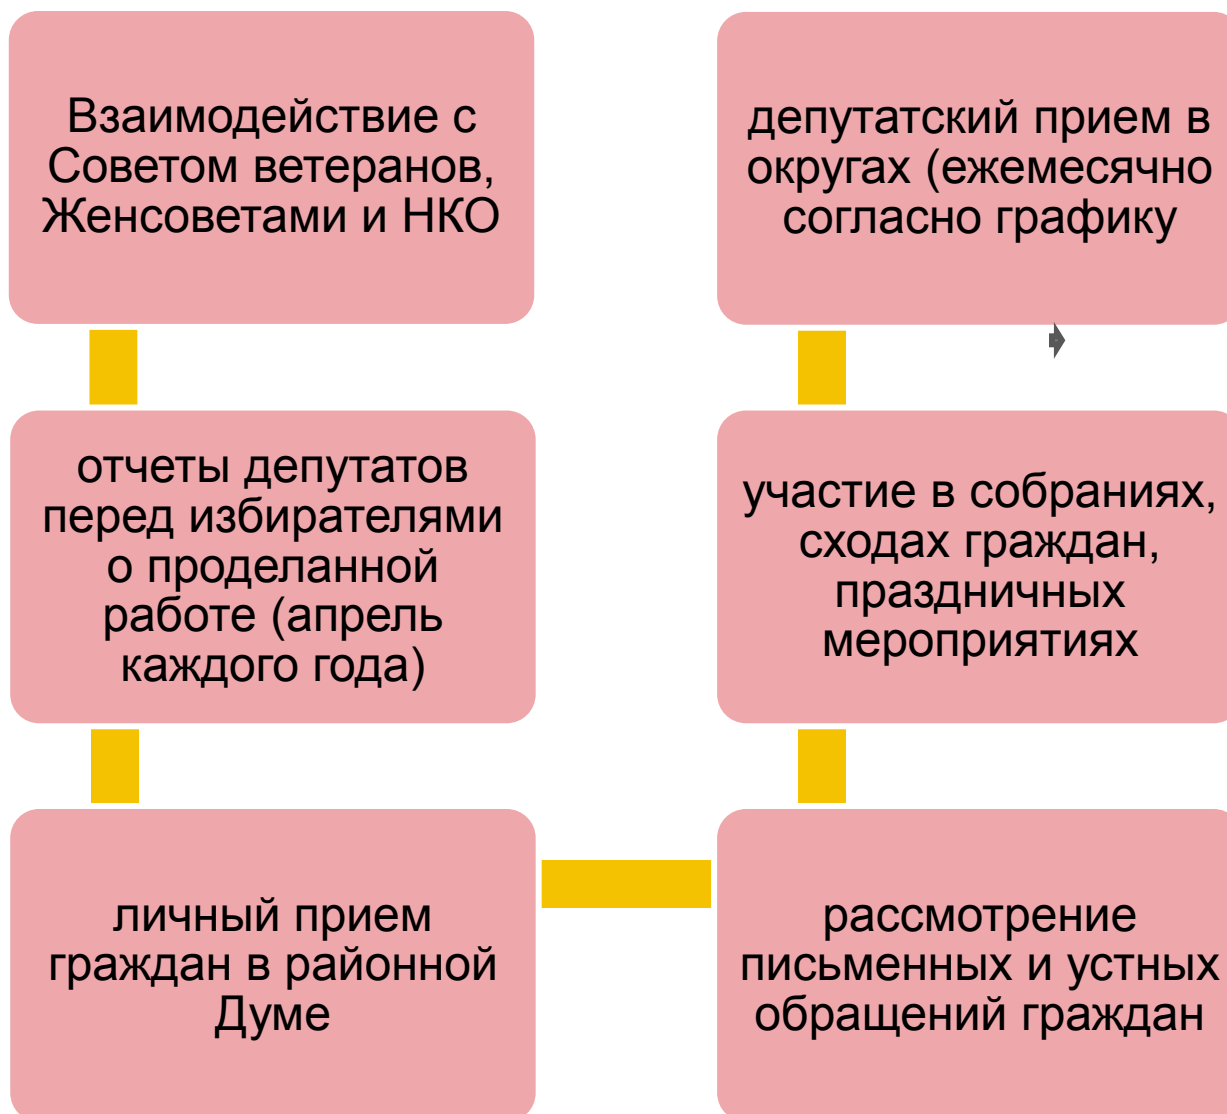 Взаимодействие с
Советом ветеранов,
Женсоветами и НКО
отчеты депутатов
перед избирателями
о проделанной
работе (апрель
каждого года)
личный прием
граждан в районной
Думе
рассмотрение
письменных и устных
обращений граждан
участие в собраниях,
сходах граждан,
праздничных
мероприятиях
депутатский прием в
округах (ежемесячно
согласно графику